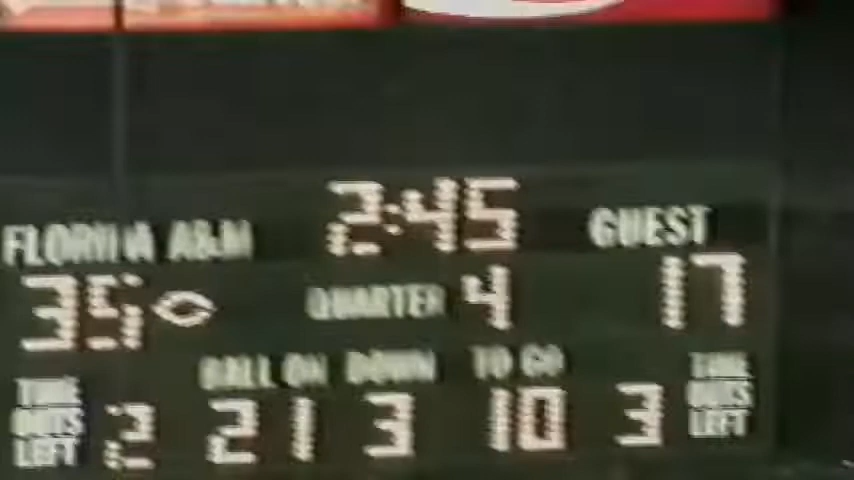 2:45
FLORIDA A&M GUEST
35 QUARTER 4 17
BALL ON DOWN TO GO
TIME OUTS LEFT 2 21 3 10 3 TIME OUTS LEFT